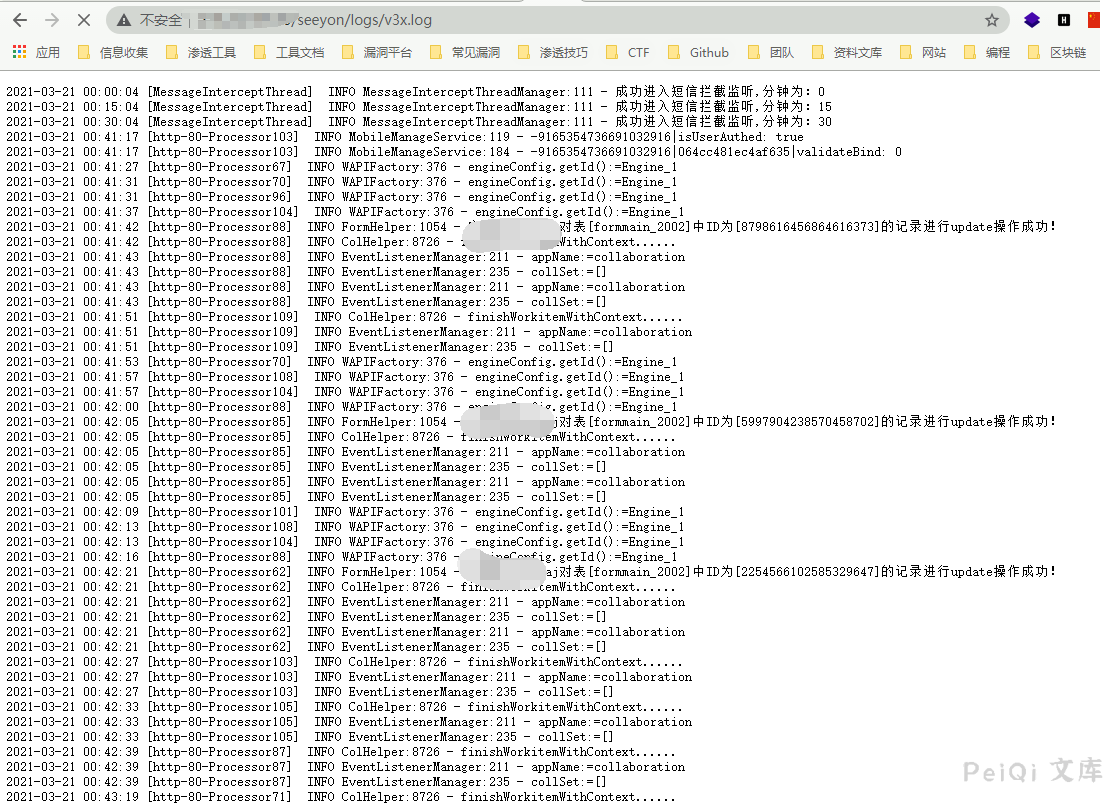 不安全 /seeyon/logs/v3x.log
应用 信息收集 渗透工具 工具文档 漏洞平台 常见漏洞 渗透技巧 CTF Github 团队 资料文库 网站 编程 区块链
2021-03-21 00:00:04 [MessageInterceptThread] INFO MessageInterceptThreadManager:111 - 成功进入短信拦截监听,分钟为: 0
2021-03-21 00:15:04 [MessageInterceptThread] INFO MessageInterceptThreadManager:111 - 成功进入短信拦截监听,分钟为: 15
2021-03-21 00:30:04 [MessageInterceptThread] INFO MessageInterceptThreadManager:111 - 成功进入短信拦截监听,分钟为: 30
2021-03-21 00:41:17 [http-80-Processor103] INFO MobileManageService:119 - -9165354736691032916|isUserAuthed: true
2021-03-21 00:41:17 [http-80-Processor103] INFO MobileManageService:184 - -9165354736691032916|064cc481ec4af635|validateBind: 0
2021-03-21 00:41:27 [http-80-Processor67] INFO WAPIFactory:376 - engineConfig.getId():=Engine_1
2021-03-21 00:41:31 [http-80-Processor70] INFO WAPIFactory:376 - engineConfig.getId():=Engine_1
2021-03-21 00:41:31 [http-80-Processor96] INFO WAPIFactory:376 - engineConfig.getId():=Engine_1
2021-03-21 00:41:37 [http-80-Processor104] INFO WAPIFactory:376 - engineConfig.getId():=Engine_1
2021-03-21 00:41:42 [http-80-Processor88] INFO FormHelper:1054 - 对表[formmain_2002]中ID为[8798616456864616373]的记录进行update操作成功!
2021-03-21 00:41:42 [http-80-Processor88] INFO ColHelper:8726 - WithContext......
2021-03-21 00:41:43 [http-80-Processor88] INFO EventListenerManager:211 - appName:=collaboration
2021-03-21 00:41:43 [http-80-Processor88] INFO EventListenerManager:235 - collSet:=[]
2021-03-21 00:41:43 [http-80-Processor88] INFO EventListenerManager:211 - appName:=collaboration
2021-03-21 00:41:43 [http-80-Processor88] INFO EventListenerManager:235 - collSet:=[]
2021-03-21 00:41:51 [http-80-Processor109] INFO ColHelper:8726 - finishWorkitemWithContext......
2021-03-21 00:41:51 [http-80-Processor109] INFO EventListenerManager:211 - appName:=collaboration
2021-03-21 00:41:51 [http-80-Processor109] INFO EventListenerManager:235 - collSet:=[]
2021-03-21 00:41:53 [http-80-Processor70] INFO WAPIFactory:376 - engineConfig.getId():=Engine_1
2021-03-21 00:41:57 [http-80-Processor108] INFO WAPIFactory:376 - engineConfig.getId():=Engine_1
2021-03-21 00:41:57 [http-80-Processor104] INFO WAPIFactory:376 - engineConfig.getId():=Engine_1
2021-03-21 00:42:00 [http-80-Processor88] INFO WAPIFactory:376 - engineConfig.getId():=Engine_1
2021-03-21 00:42:05 [http-80-Processor85] INFO FormHelper:1054 - 对表[formmain_2002]中ID为[5997904238570458702]的记录进行update操作成功!
2021-03-21 00:42:05 [http-80-Processor85] INFO ColHelper:8726 - finishWorkitemWithContext......
2021-03-21 00:42:05 [http-80-Processor85] INFO EventListenerManager:211 - appName:=collaboration
2021-03-21 00:42:05 [http-80-Processor85] INFO EventListenerManager:235 - collSet:=[]
2021-03-21 00:42:05 [http-80-Processor85] INFO EventListenerManager:211 - appName:=collaboration
2021-03-21 00:42:05 [http-80-Processor85] INFO EventListenerManager:235 - collSet:=[]
2021-03-21 00:42:09 [http-80-Processor101] INFO WAPIFactory:376 - engineConfig.getId():=Engine_1
2021-03-21 00:42:13 [http-80-Processor108] INFO WAPIFactory:376 - engineConfig.getId():=Engine_1
2021-03-21 00:42:13 [http-80-Processor104] INFO WAPIFactory:376 - engineConfig.getId():=Engine_1
2021-03-21 00:42:16 [http-80-Processor88] INFO WAPIFactory:376 - engineConfig.getId():=Engine_1
2021-03-21 00:42:21 [http-80-Processor62] INFO FormHelper:1054 - aj对表[formmain_2002]中ID为[2254566102585329647]的记录进行update操作成功!
2021-03-21 00:42:21 [http-80-Processor62] INFO ColHelper:8726 - finishWorkitemWithContext......
2021-03-21 00:42:21 [http-80-Processor62] INFO EventListenerManager:211 - appName:=collaboration
2021-03-21 00:42:21 [http-80-Processor62] INFO EventListenerManager:235 - collSet:=[]
2021-03-21 00:42:21 [http-80-Processor62] INFO EventListenerManager:211 - appName:=collaboration
2021-03-21 00:42:21 [http-80-Processor62] INFO EventListenerManager:235 - collSet:=[]
2021-03-21 00:42:27 [http-80-Processor103] INFO ColHelper:8726 - finishWorkitemWithContext......
2021-03-21 00:42:27 [http-80-Processor103] INFO EventListenerManager:211 - appName:=collaboration
2021-03-21 00:42:27 [http-80-Processor103] INFO EventListenerManager:235 - collSet:=[]
2021-03-21 00:42:33 [http-80-Processor105] INFO ColHelper:8726 - finishWorkitemWithContext......
2021-03-21 00:42:33 [http-80-Processor105] INFO EventListenerManager:211 - appName:=collaboration
2021-03-21 00:42:33 [http-80-Processor105] INFO EventListenerManager:235 - collSet:=[]
2021-03-21 00:42:39 [http-80-Processor87] INFO ColHelper:8726 - finishWorkitemWithContext......
2021-03-21 00:42:39 [http-80-Processor87] INFO EventListenerManager:211 - appName:=collaboration
2021-03-21 00:42:39 [http-80-Processor87] INFO EventListenerManager:235 - collSet:=[]
2021-03-21 00:43:19 [http-80-Processor71] INFO ColHelper:8726 - finishWorkitemWithContext......
PeiQi 文库